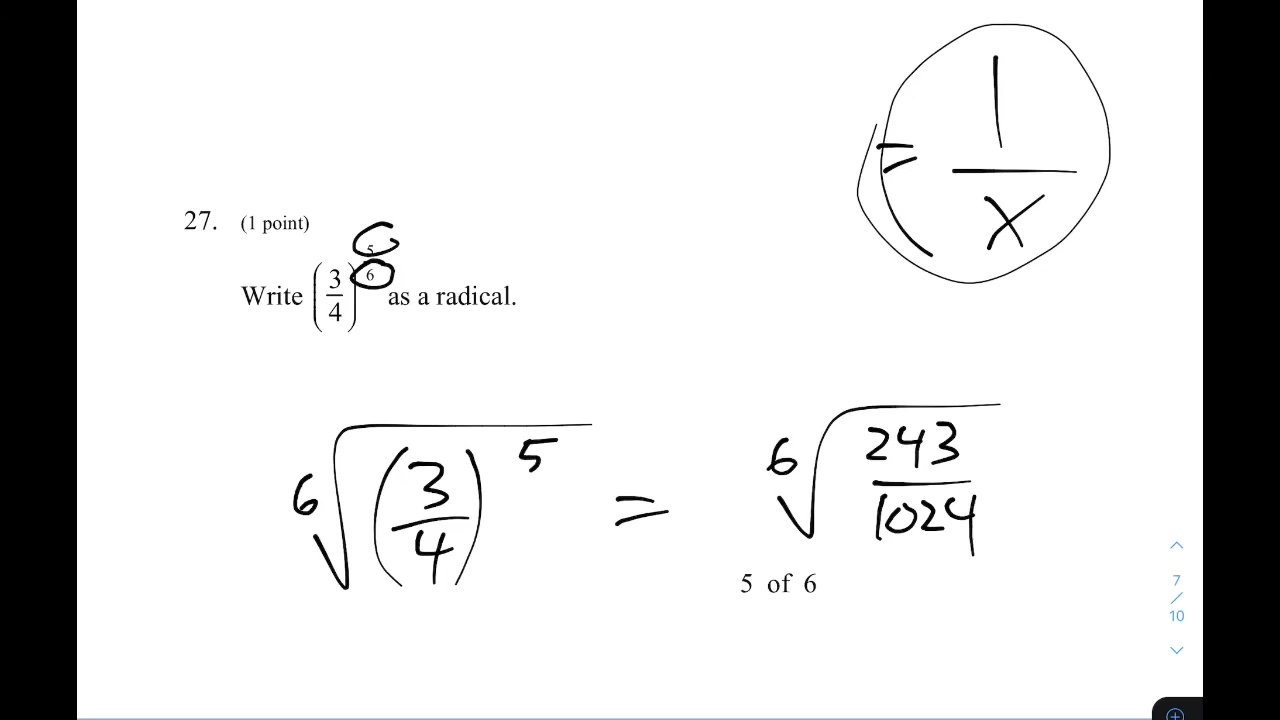 = 1/x
27. (1 point)
Write (3/4)^(5/6) as a radical.
⁶√((3/4)^5) = ⁶√(243/1024)
5 of 6
7
/
10